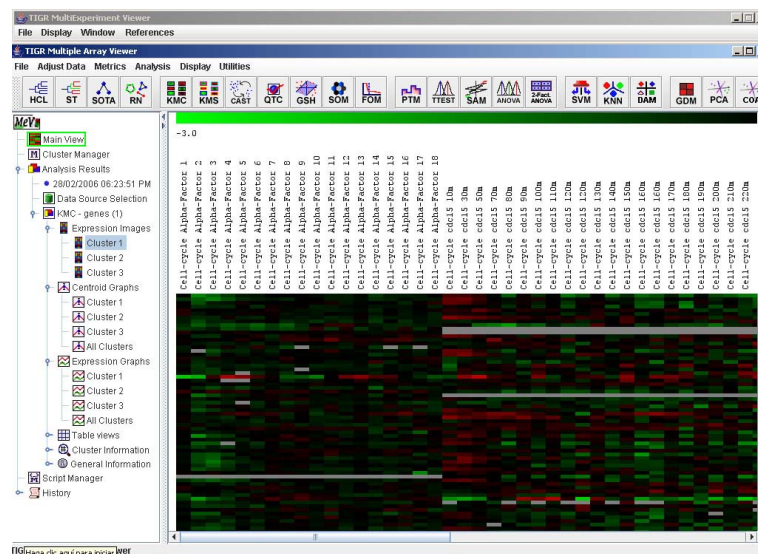 TIGR MultiExperiment Viewer
File Display Window References
TIGR Multiple Array Viewer
File Adjust Data Metrics Analysis Display Utilities
HCL ST SOTA RN KMC KMS CAST QTC GSH SOM FOM PTM TTEST SAM ANOVA 2-Fact. ANOVA SVM KNN DAM GDM PCA COA
MeV
Main View
Cluster Manager
Analysis Results
28/02/2006 06:23:51 PM
Data Source Selection
KMC - genes (1)
Expression Images
Cluster 1
Cluster 2
Cluster 3
Centroid Graphs
Cluster 1
Cluster 2
Cluster 3
All Clusters
Expression Graphs
Cluster 1
Cluster 2
Cluster 3
All Clusters
Table views
Cluster Information
General Information
Script Manager
History
-3.0
Cell-cycle Alpha-Factor 1
Cell-cycle Alpha-Factor 2
Cell-cycle Alpha-Factor 3
Cell-cycle Alpha-Factor 4
Cell-cycle Alpha-Factor 5
Cell-cycle Alpha-Factor 6
Cell-cycle Alpha-Factor 7
Cell-cycle Alpha-Factor 8
Cell-cycle Alpha-Factor 9
Cell-cycle Alpha-Factor 10
Cell-cycle Alpha-Factor 11
Cell-cycle Alpha-Factor 12
Cell-cycle Alpha-Factor 13
Cell-cycle Alpha-Factor 14
Cell-cycle Alpha-Factor 15
Cell-cycle Alpha-Factor 16
Cell-cycle Alpha-Factor 17
Cell-cycle Alpha-Factor 18
Cell-cycle cdc15 10m
Cell-cycle cdc15 30m
Cell-cycle cdc15 50m
Cell-cycle cdc15 70m
Cell-cycle cdc15 80m
Cell-cycle cdc15 90m
Cell-cycle cdc15 100m
Cell-cycle cdc15 110m
Cell-cycle cdc15 120m
Cell-cycle cdc15 130m
Cell-cycle cdc15 140m
Cell-cycle cdc15 150m
Cell-cycle cdc15 160m
Cell-cycle cdc15 170m
Cell-cycle cdc15 180m
Cell-cycle cdc15 190m
Cell-cycle cdc15 200m
Cell-cycle cdc15 210m
Cell-cycle cdc15 220m
TIG Haga clic aquí para iniciar wer